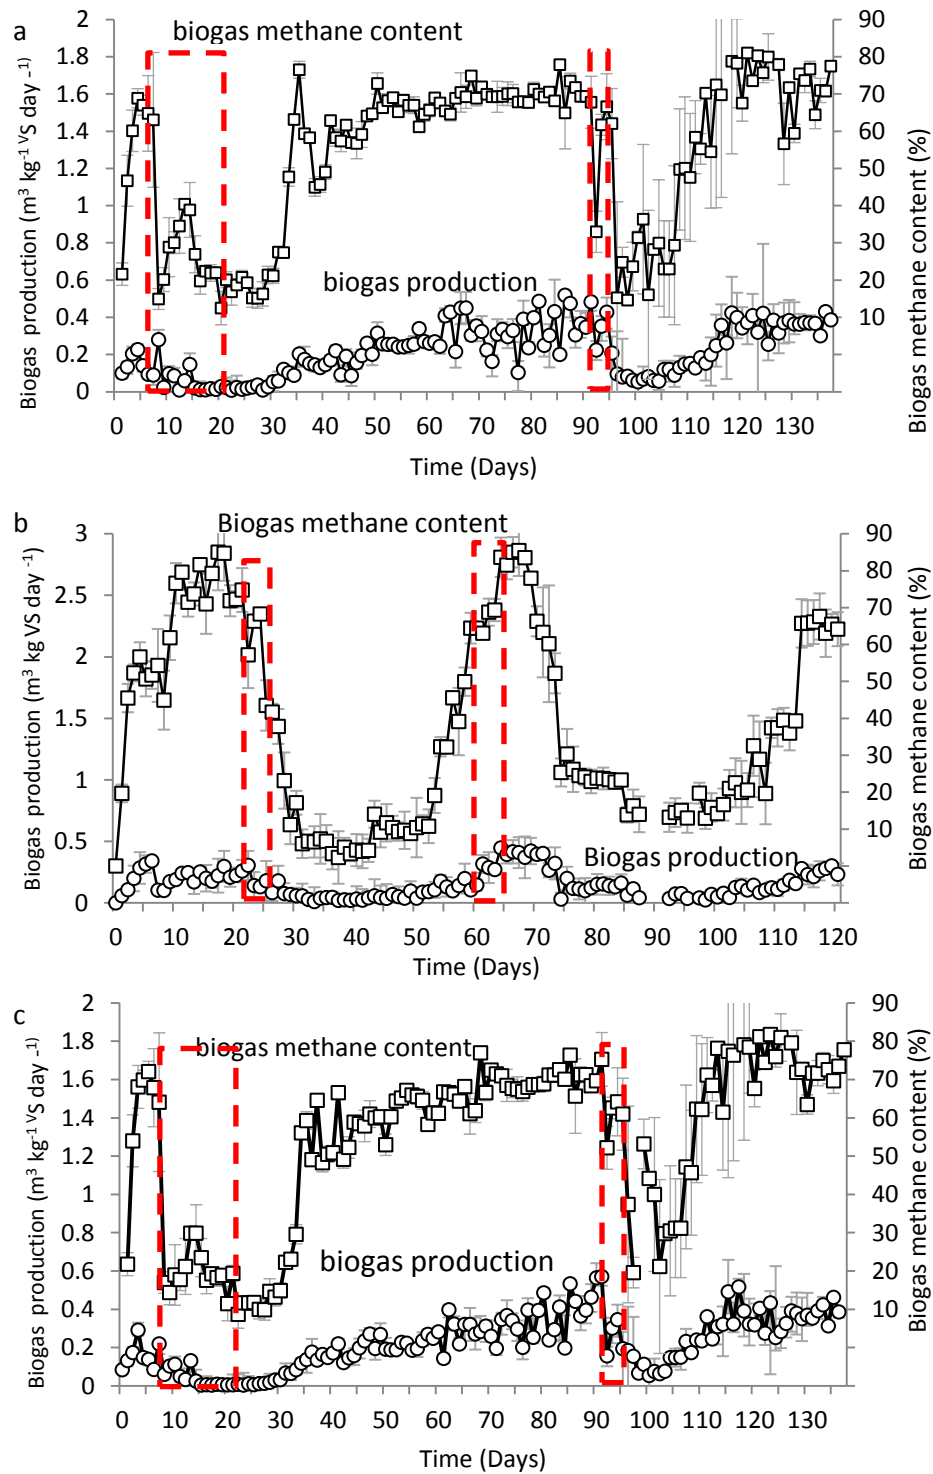 a
biogas methane content
Biogas production (m³ kg⁻¹ VS day ⁻¹)
2
1.8
1.6
1.4
1.2
1
0.8
0.6
0.4
0.2
0
biogas production
90
80
70
60
50
40
30
20
10
0
Biogas methane content (%)
0 10 20 30 40 50 60 70 80 90 100 110 120 130
Time (Days)
b
Biogas methane content
Biogas production (m³ kg VS day ⁻¹)
3
2.5
2
1.5
1
0.5
0
Biogas production
90
80
70
60
50
40
30
20
10
0
Biogas methane content (%)
0 10 20 30 40 50 60 70 80 90 100 110 120
Time (Days)
c
biogas methane content
Biogas production (m³ kg⁻¹ VS day ⁻¹)
2
1.8
1.6
1.4
1.2
1
0.8
0.6
0.4
0.2
0
biogas production
90
80
70
60
50
40
30
20
10
0
Biogas methane content (%)
0 10 20 30 40 50 60 70 80 90 100 110 120 130
Time (Days)